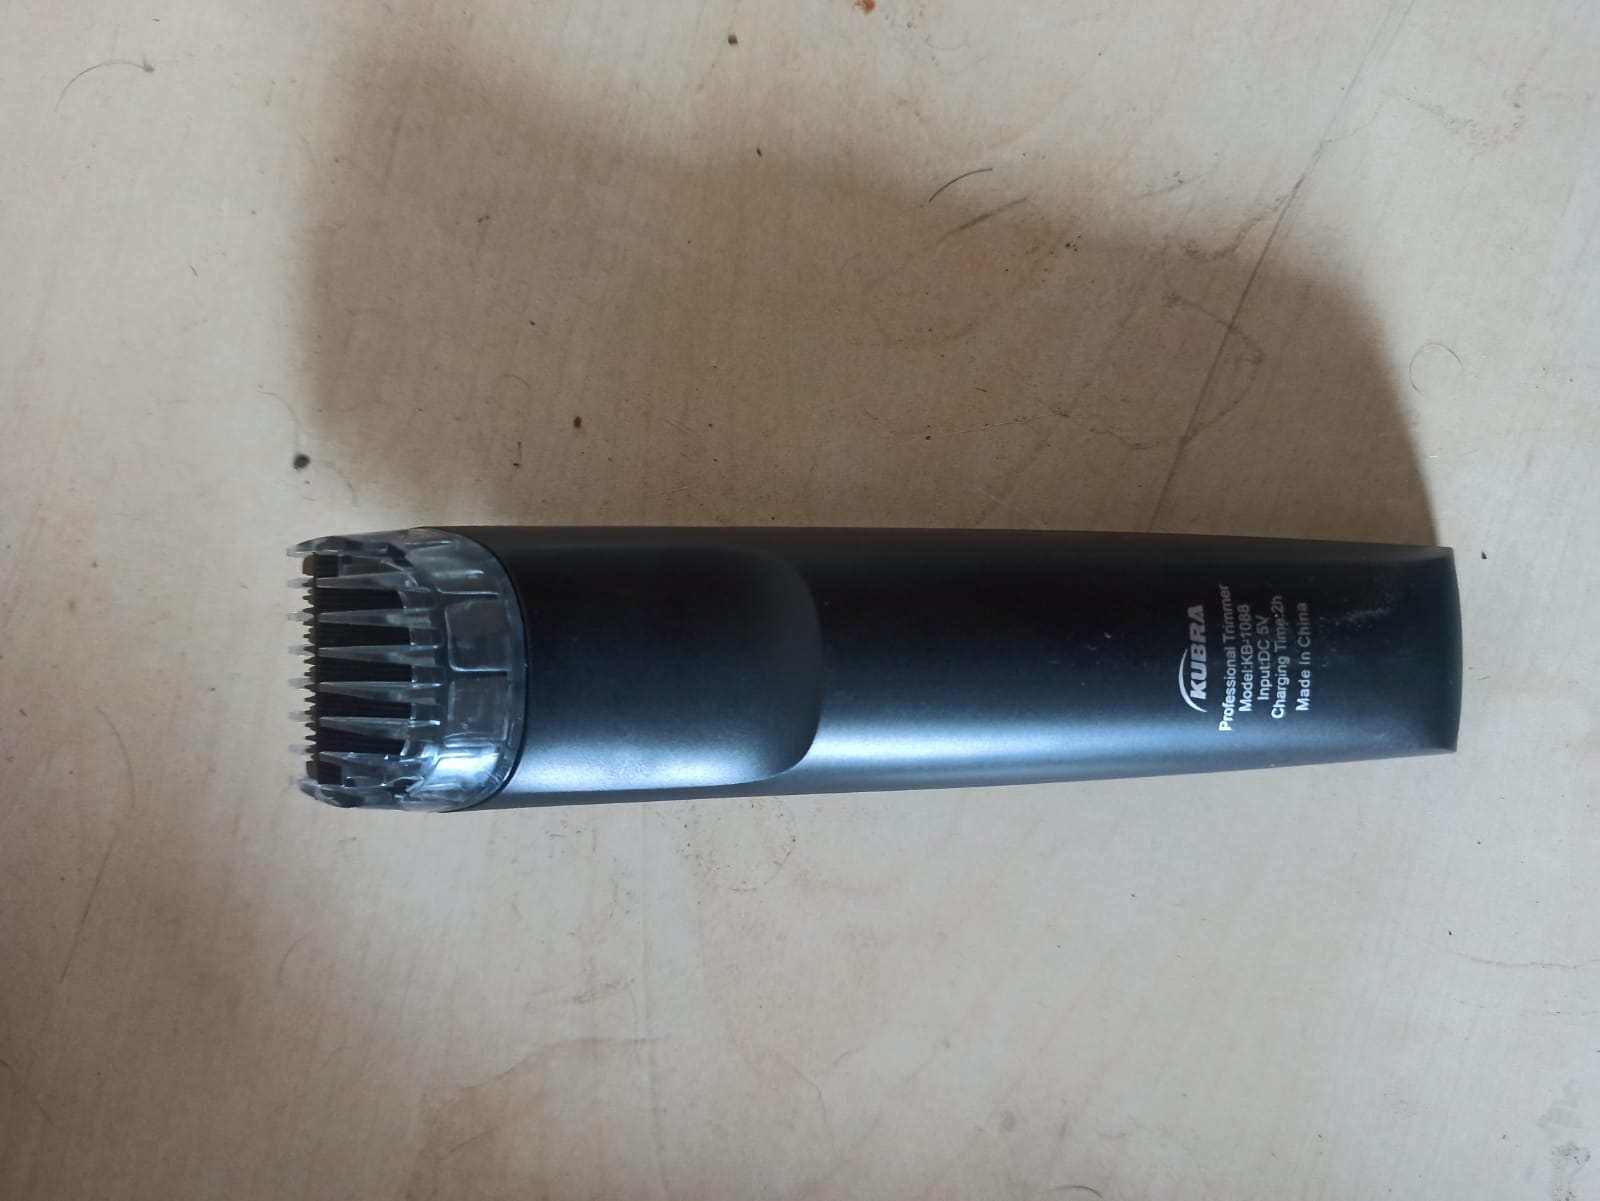 KUBRA
Professional Trimmer
Model:KB-1088
Input:DC 5V
Charging Time:2h
Made In China